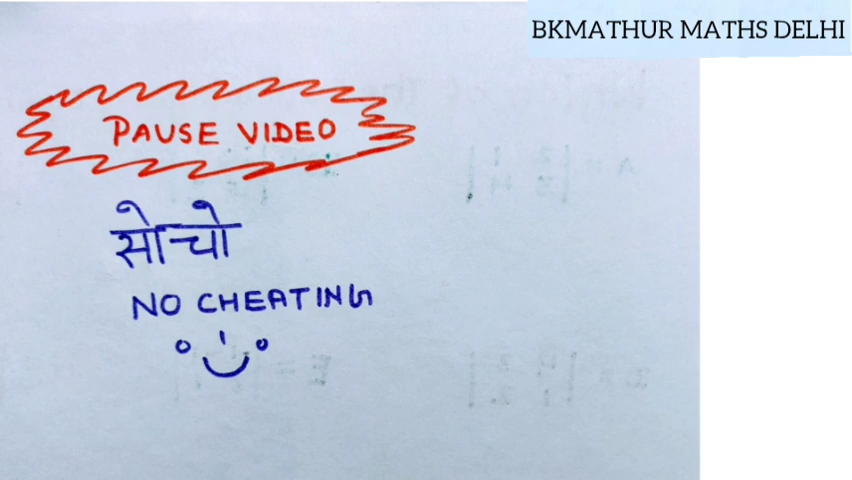 BKMATHUR MATHS DELHI
PAUSE VIDEO
सोचो
NO CHEATING